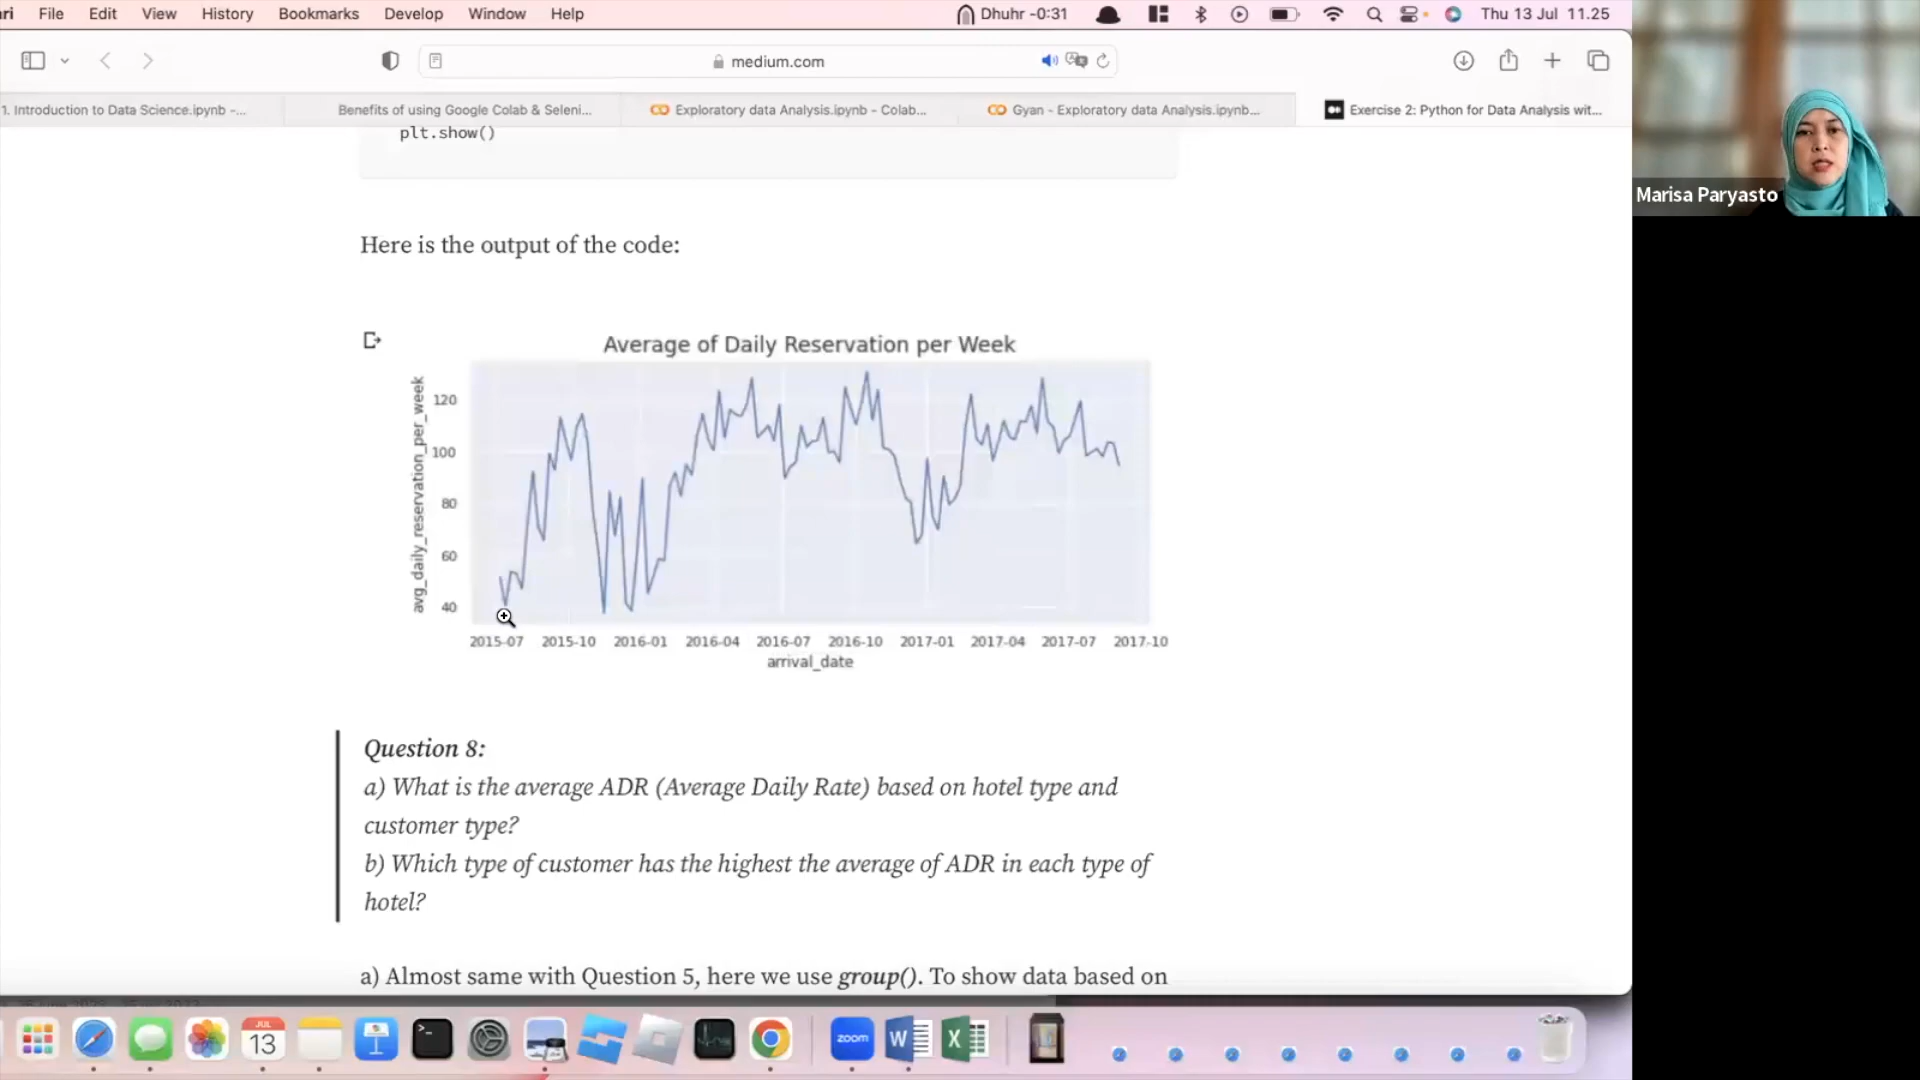 ari File Edit View History Bookmarks Develop Window Help Dhuhr -0:31 Thu 13 Jul 11.25
medium.com
1. Introduction to Data Science.ipynb -... Benefits of using Google Colab & Seleni... Exploratory data Analysis.ipynb - Colab... Gyan - Exploratory data Analysis.ipynb... Exercise 2: Python for Data Analysis wit...
plt.show()
Marisa Paryasto
Here is the output of the code:
Average of Daily Reservation per Week
avg_daily_reservation_per_week
120
100
80
60
40
2015-07 2015-10 2016-01 2016-04 2016-07 2016-10 2017-01 2017-04 2017-07 2017-10
arrival_date
Question 8:
a) What is the average ADR (Average Daily Rate) based on hotel type and
customer type?
b) Which type of customer has the highest the average of ADR in each type of
hotel?
a) Almost same with Question 5, here we use group(). To show data based on
JUL
13
zoom
W
X